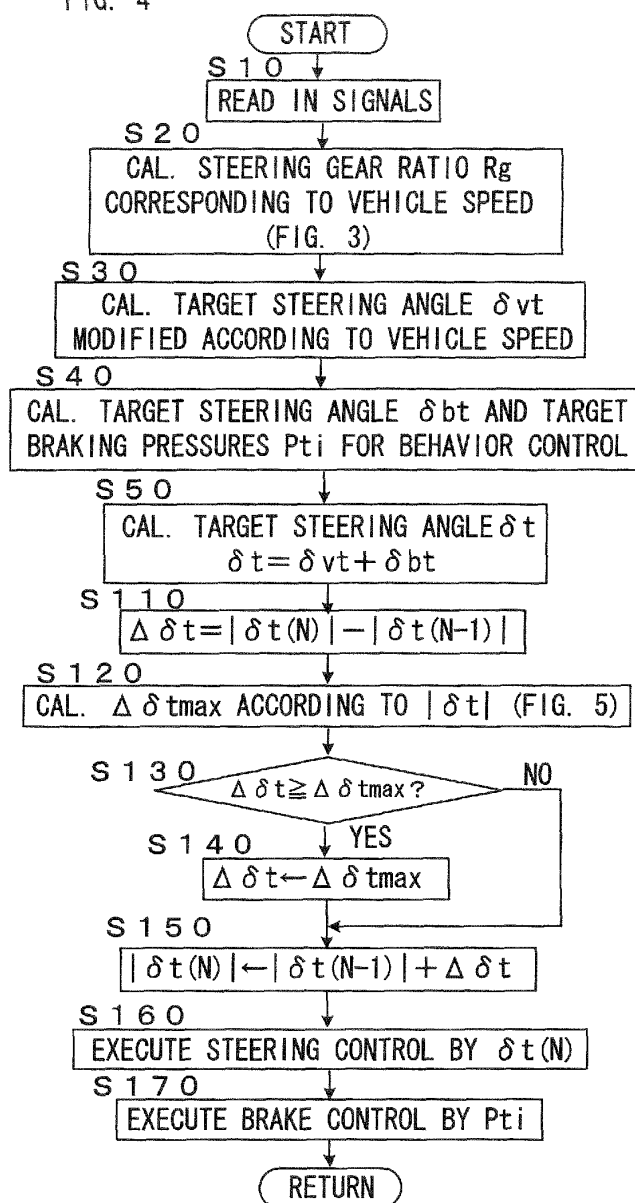 FIG. 4
START
S10
READ IN SIGNALS
S20
CAL. STEERING GEAR RATIO Rg
CORRESPONDING TO VEHICLE SPEED
(FIG. 3)
S30
CAL. TARGET STEERING ANGLE δvt
MODIFIED ACCORDING TO VEHICLE SPEED
S40
CAL. TARGET STEERING ANGLE δbt AND TARGET
BRAKING PRESSURES Pti FOR BEHAVIOR CONTROL
S50
CAL. TARGET STEERING ANGLE δt
δt=δvt+δbt
S110
Δδt=|δt(N)|−|δt(N-1)|
S120
CAL. Δδtmax ACCORDING TO |δt| (FIG. 5)
S130
Δδt≧Δδtmax?
NO
YES
S140
Δδt←Δδtmax
S150
|δt(N)|←|δt(N-1)|+Δδt
S160
EXECUTE STEERING CONTROL BY δt(N)
S170
EXECUTE BRAKE CONTROL BY Pti
RETURN